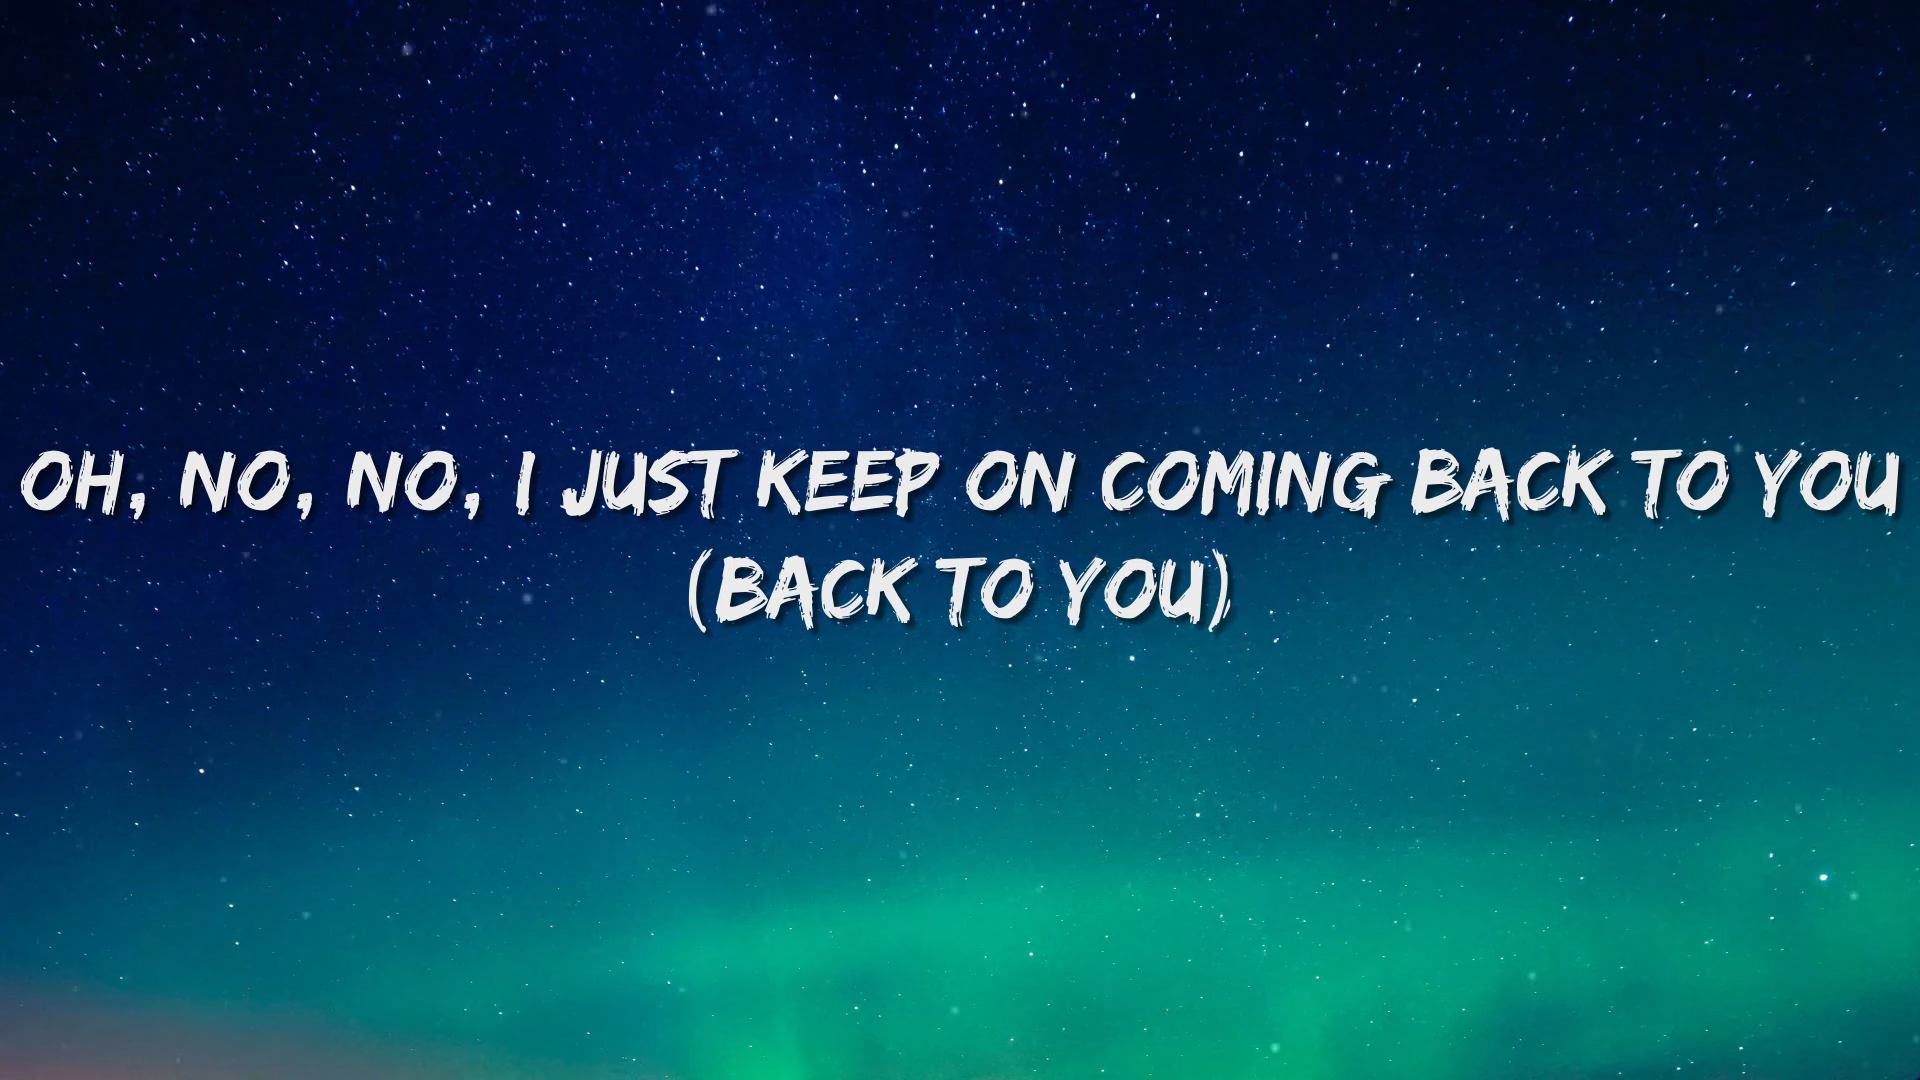 OH, NO, NO, I JUST KEEP ON COMING BACK TO YOU
(BACK TO YOU)